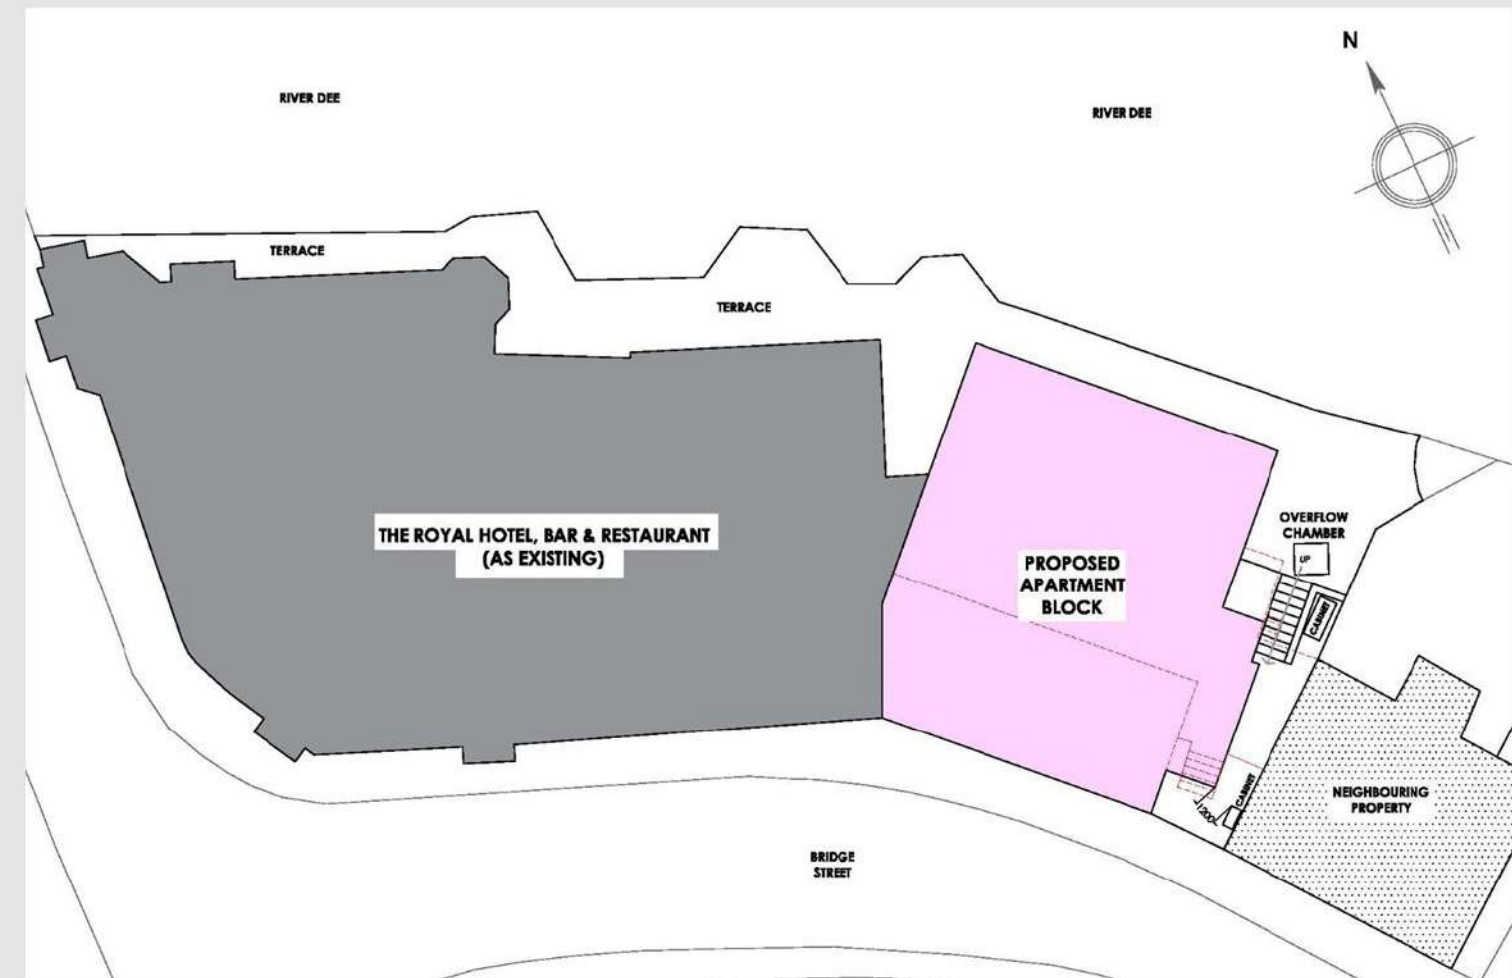 N
RIVER DEE
RIVER DEE
TERRACE
TERRACE
THE ROYAL HOTEL, BAR & RESTAURANT
(AS EXISTING)
OVERFLOW
CHAMBER
UP
PROPOSED
APARTMENT
BLOCK
CABINET
CABINET
1200
NEIGHBOURING
PROPERTY
BRIDGE
STREET